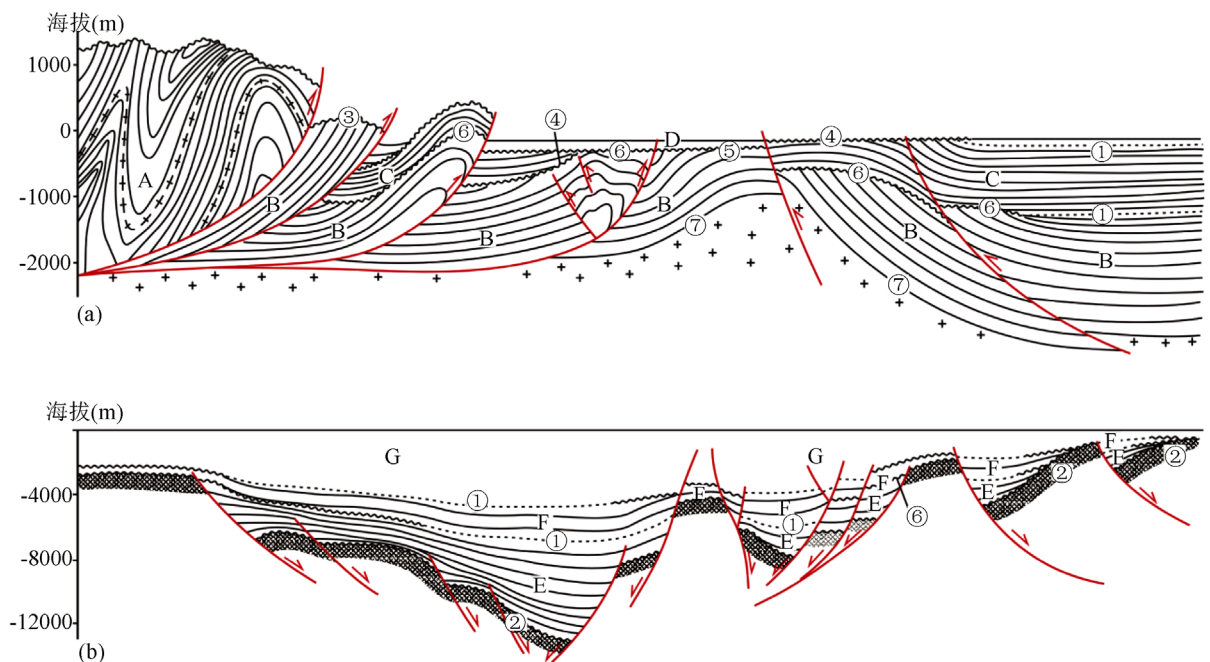 海拔(m)
1000
0
-1000
-2000
A
B
③
B
C
⑥
B
④
⑥
D
⑤
B
⑦
④
⑥
B
⑦
C
⑥
①
①
B
(a)
海拔(m)
-4000
-8000
-12000
G
①
F
①
E
②
F
G
F
①
E
F
E
⑥
F
E
②
F
E
②
(b)